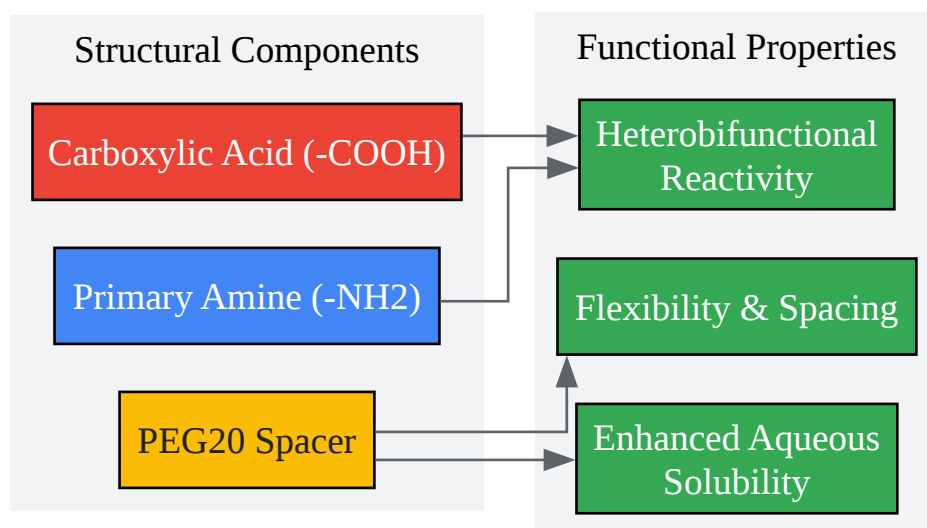 Structural Components
Carboxylic Acid (-COOH)
Primary Amine (-NH2)
PEG20 Spacer
Functional Properties
Heterobifunctional
Reactivity
Flexibility & Spacing
Enhanced Aqueous
Solubility